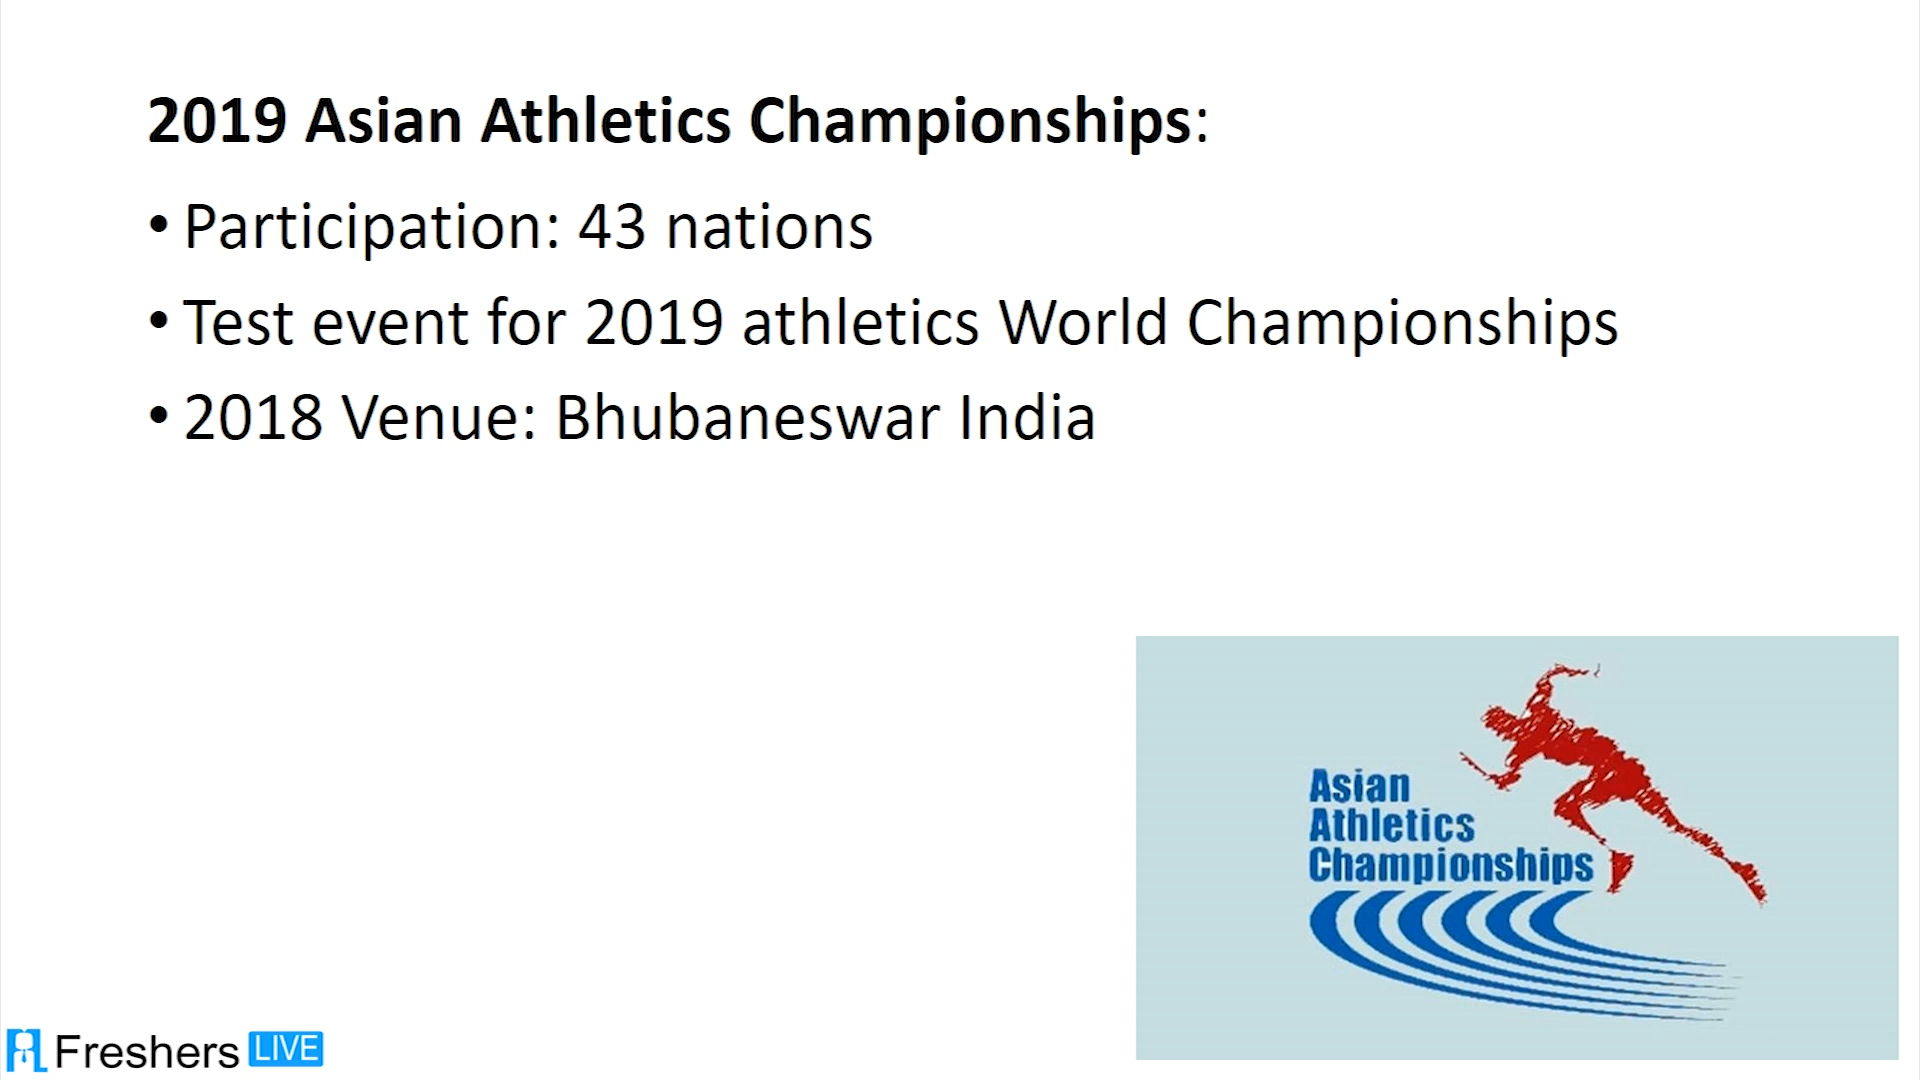 2019 Asian Athletics Championships:
• Participation: 43 nations
• Test event for 2019 athletics World Championships
• 2018 Venue: Bhubaneswar India
Asian
Athletics
Championships
Freshers LIVE